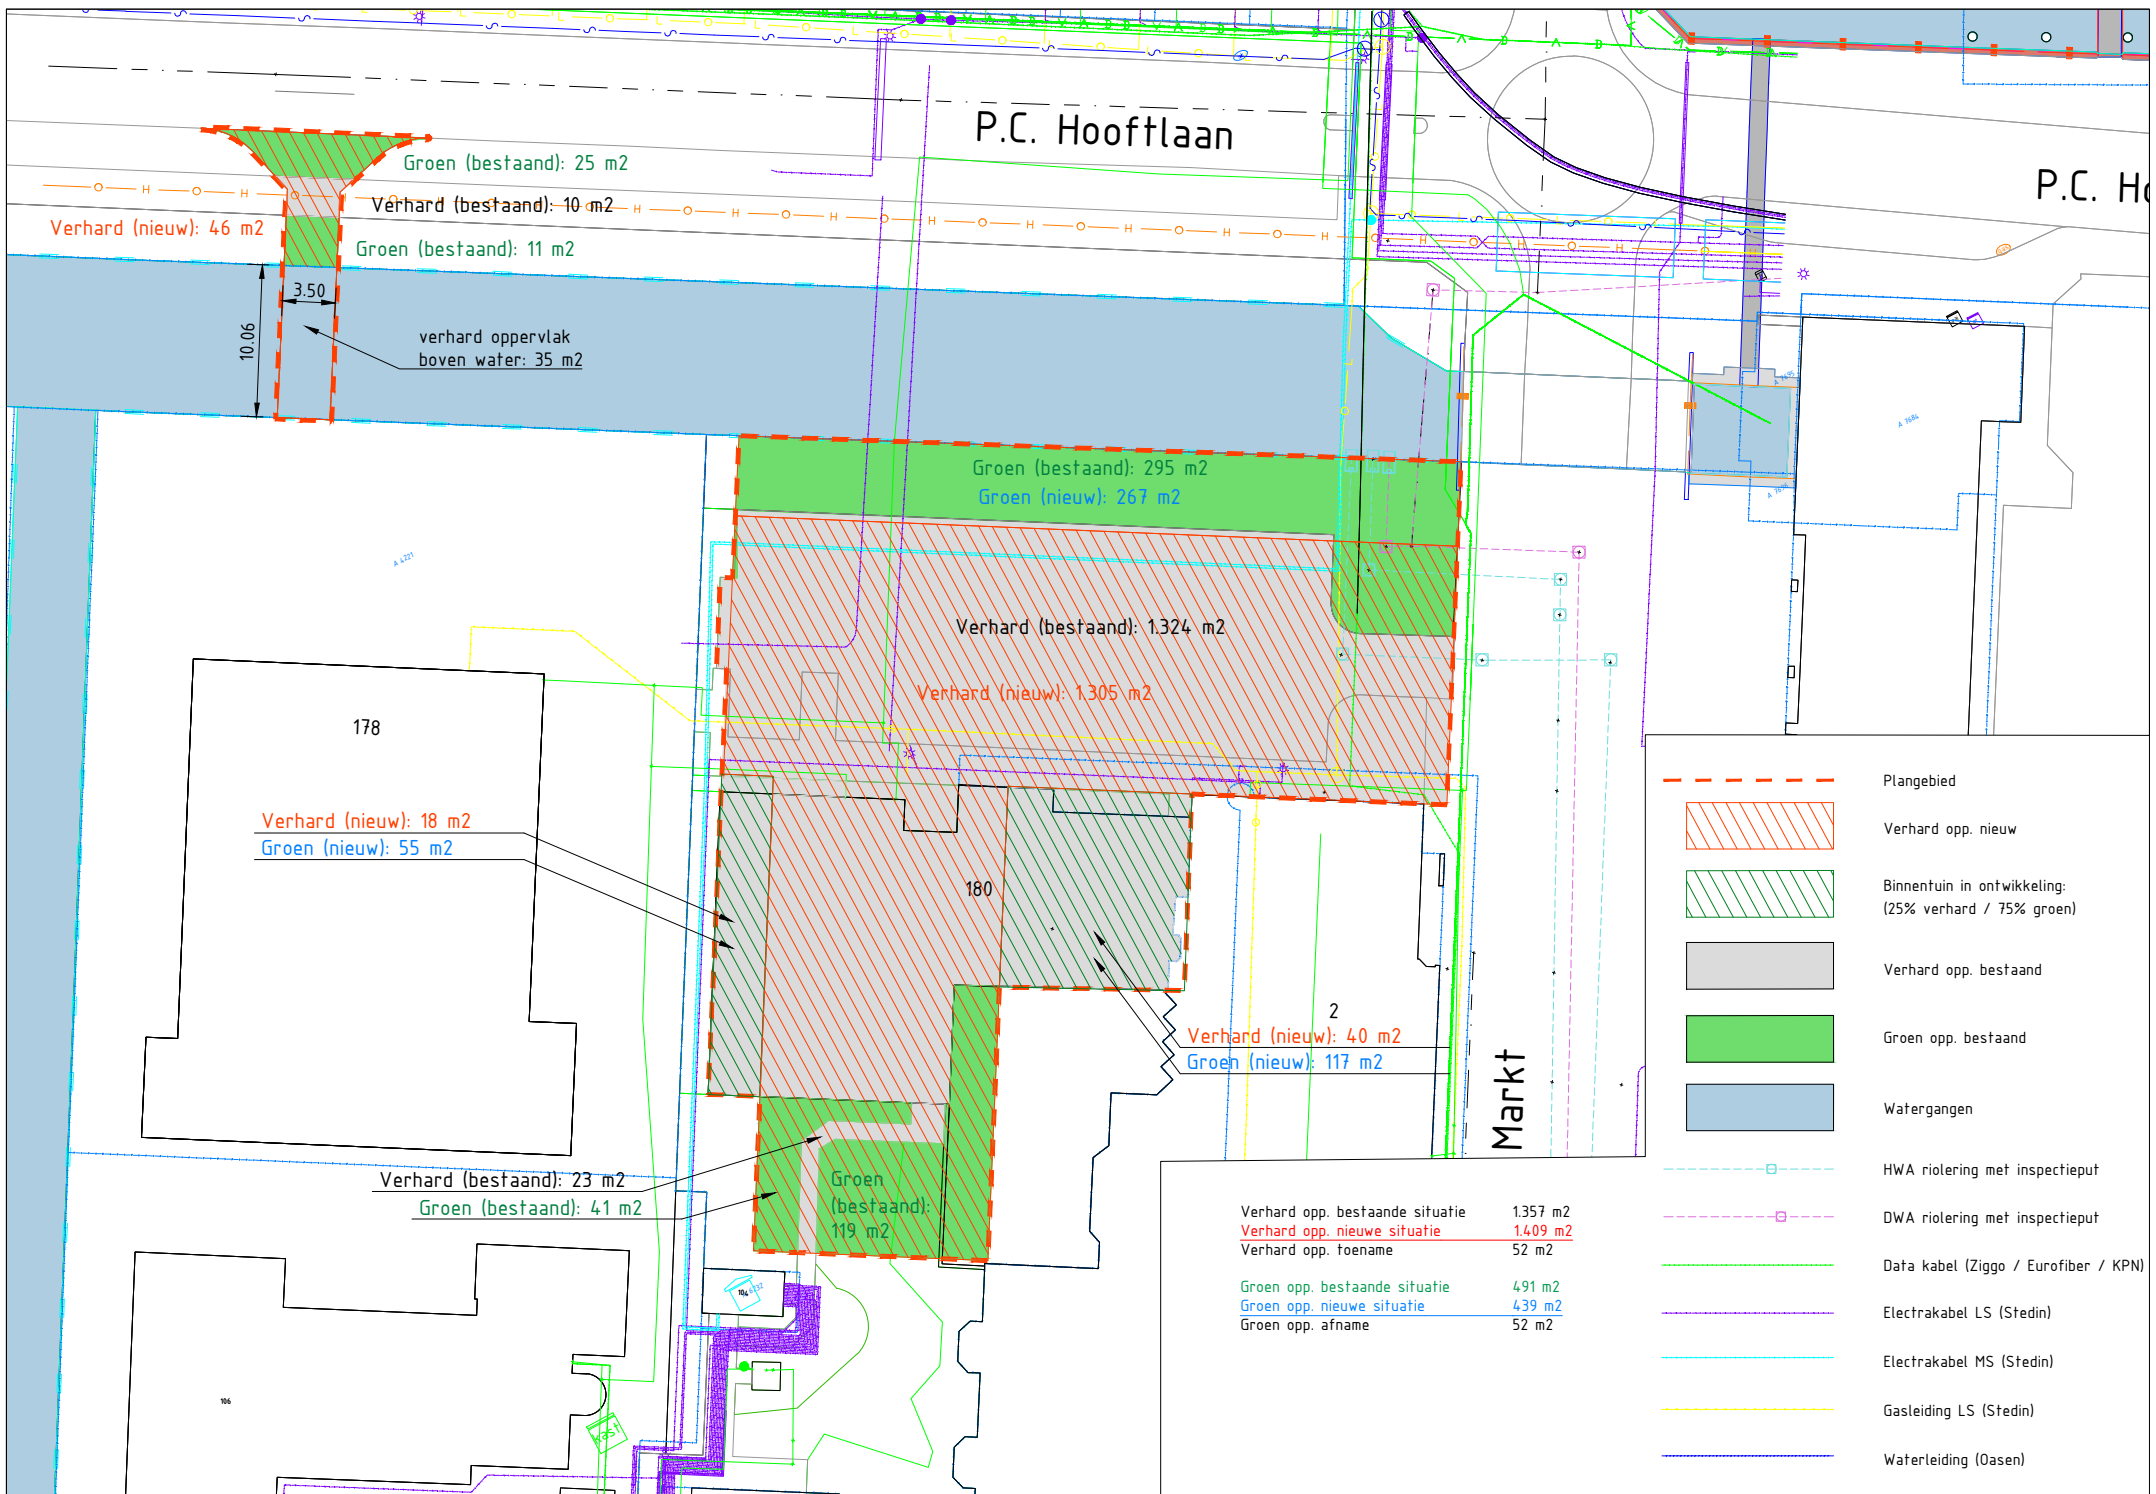 P.C. Hooftlaan
P.C. Ho
Groen (bestaand): 25 m2
Verhard (bestaand): 10 m2
Verhard (nieuw): 46 m2
Groen (bestaand): 11 m2
3.50
10.06
verhard oppervlak
boven water: 35 m2
Groen (bestaand): 295 m2
Groen (nieuw): 267 m2
A 4221
A 7695
A 7684
Verhard (bestaand): 1.324 m2
Verhard (nieuw): 1.305 m2
178
Verhard (nieuw): 18 m2
Groen (nieuw): 55 m2
180
2
Verhard (nieuw): 40 m2
Groen (nieuw): 117 m2
Markt
Verhard (bestaand): 23 m2
Groen (bestaand): 41 m2
Groen
(bestaand):
119 m2
104
106
kast
Verhard opp. bestaande situatie 1.357 m2
Verhard opp. nieuwe situatie 1.409 m2
Verhard opp. toename 52 m2
Groen opp. bestaande situatie 491 m2
Groen opp. nieuwe situatie 439 m2
Groen opp. afname 52 m2
Plangebied
Verhard opp. nieuw
Binnentuin in ontwikkeling:
(25% verhard / 75% groen)
Verhard opp. bestaand
Groen opp. bestaand
Watergangen
HWA riolering met inspectieput
DWA riolering met inspectieput
Data kabel (Ziggo / Eurofiber / KPN)
Electrakabel LS (Stedin)
Electrakabel MS (Stedin)
Gasleiding LS (Stedin)
Waterleiding (Oasen)